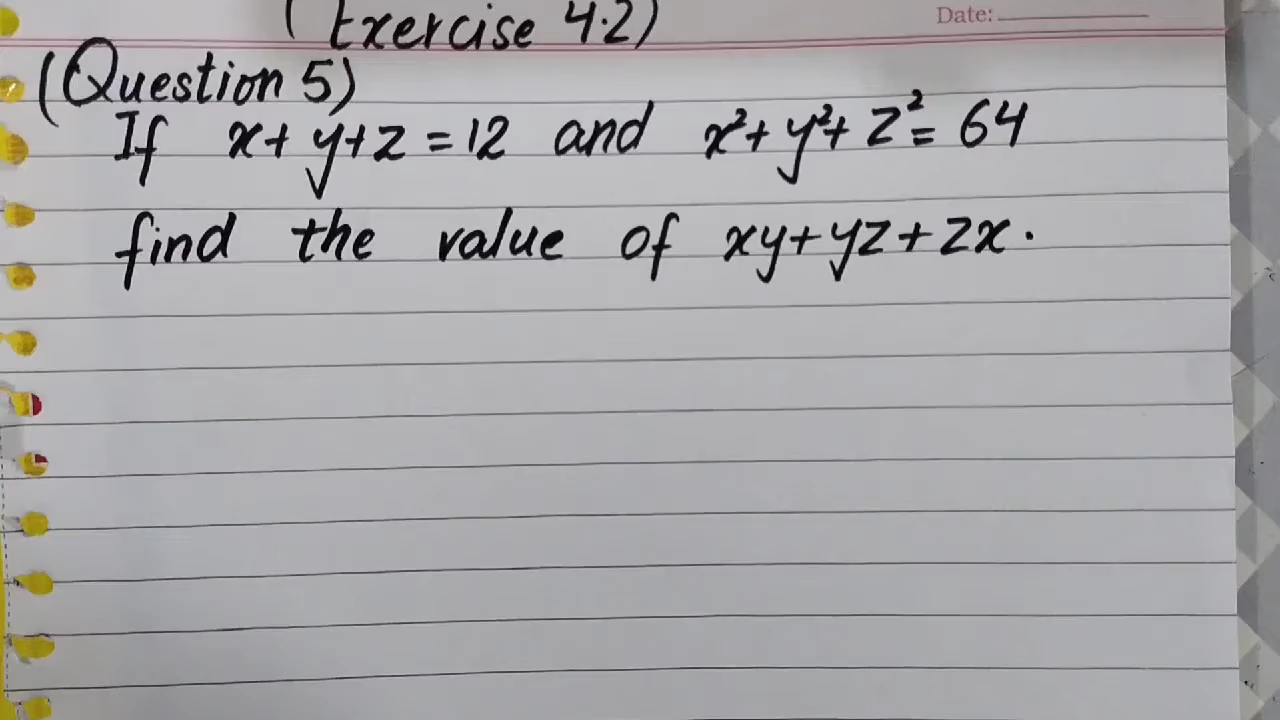 (Exercise 4.2)
Date:
(Question 5)
If x+y+z=12 and x²+y²+z²=64
find the value of xy+yz+zx.